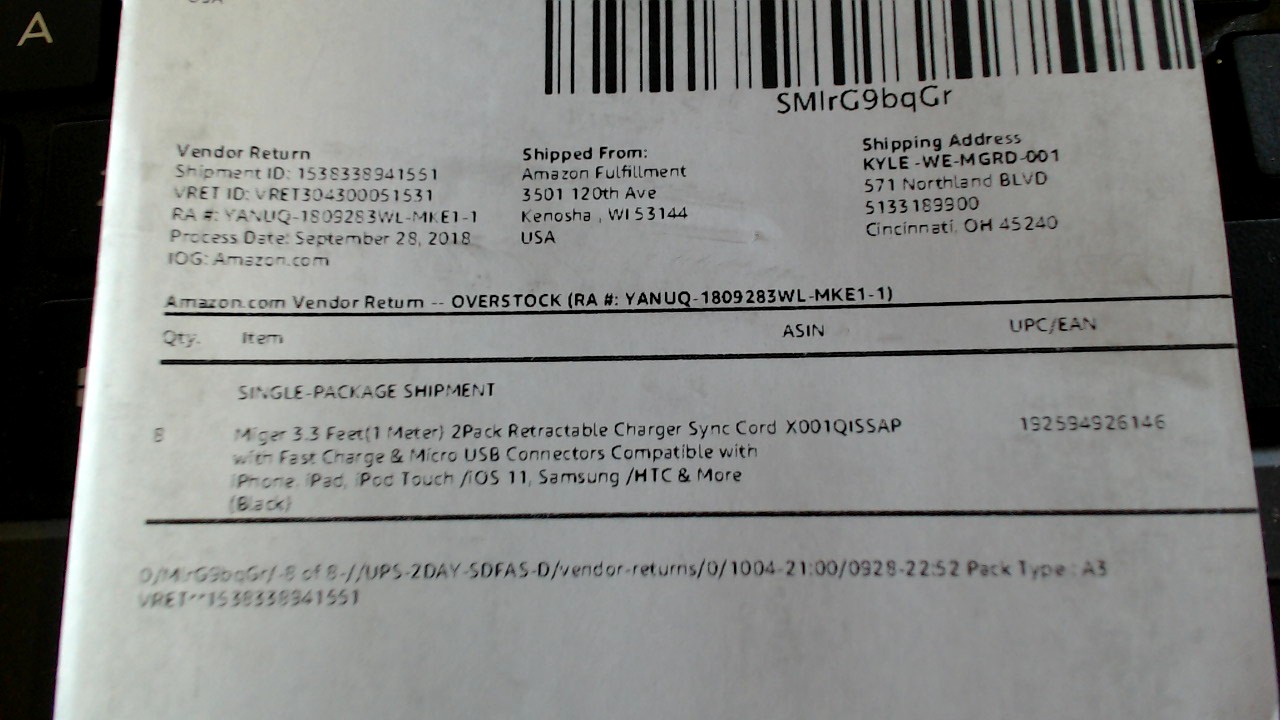 A
USA
SMIrG9bqGr
Vendor Return
Shipment ID: 1538338941551
VRET ID: VRET304300051531
RA #: YANUQ-1809283WL-MKE1-1
Process Date: September 28, 2018
IOG: Amazon.com
Shipped From:
Amazon Fulfillment
3501 120th Ave
Kenosha , WI 53144
USA
Shipping Address
KYLE -WE-MGRD-001
571 Northland BLVD
5133189900
Cincinnati, OH 45240
Amazon.com Vendor Return -- OVERSTOCK (RA #: YANUQ-1809283WL-MKE1-1)
Qty. Item ASIN UPC/EAN
SINGLE-PACKAGE SHIPMENT
8 Miger 3.3 Feet(1 Meter) 2Pack Retractable Charger Sync Cord X001QISSAP 192594926146
with Fast Charge & Micro USB Connectors Compatible with
iPhone, iPad, iPod Touch /iOS 11, Samsung /HTC & More
(Black)
0/MIrG9bqGr/-8 of 8-//UPS-2DAY-SDFAS-D/vendor-returns/0/1004-21:00/0928-22:52 Pack Type : A3
VRET**1538338941551